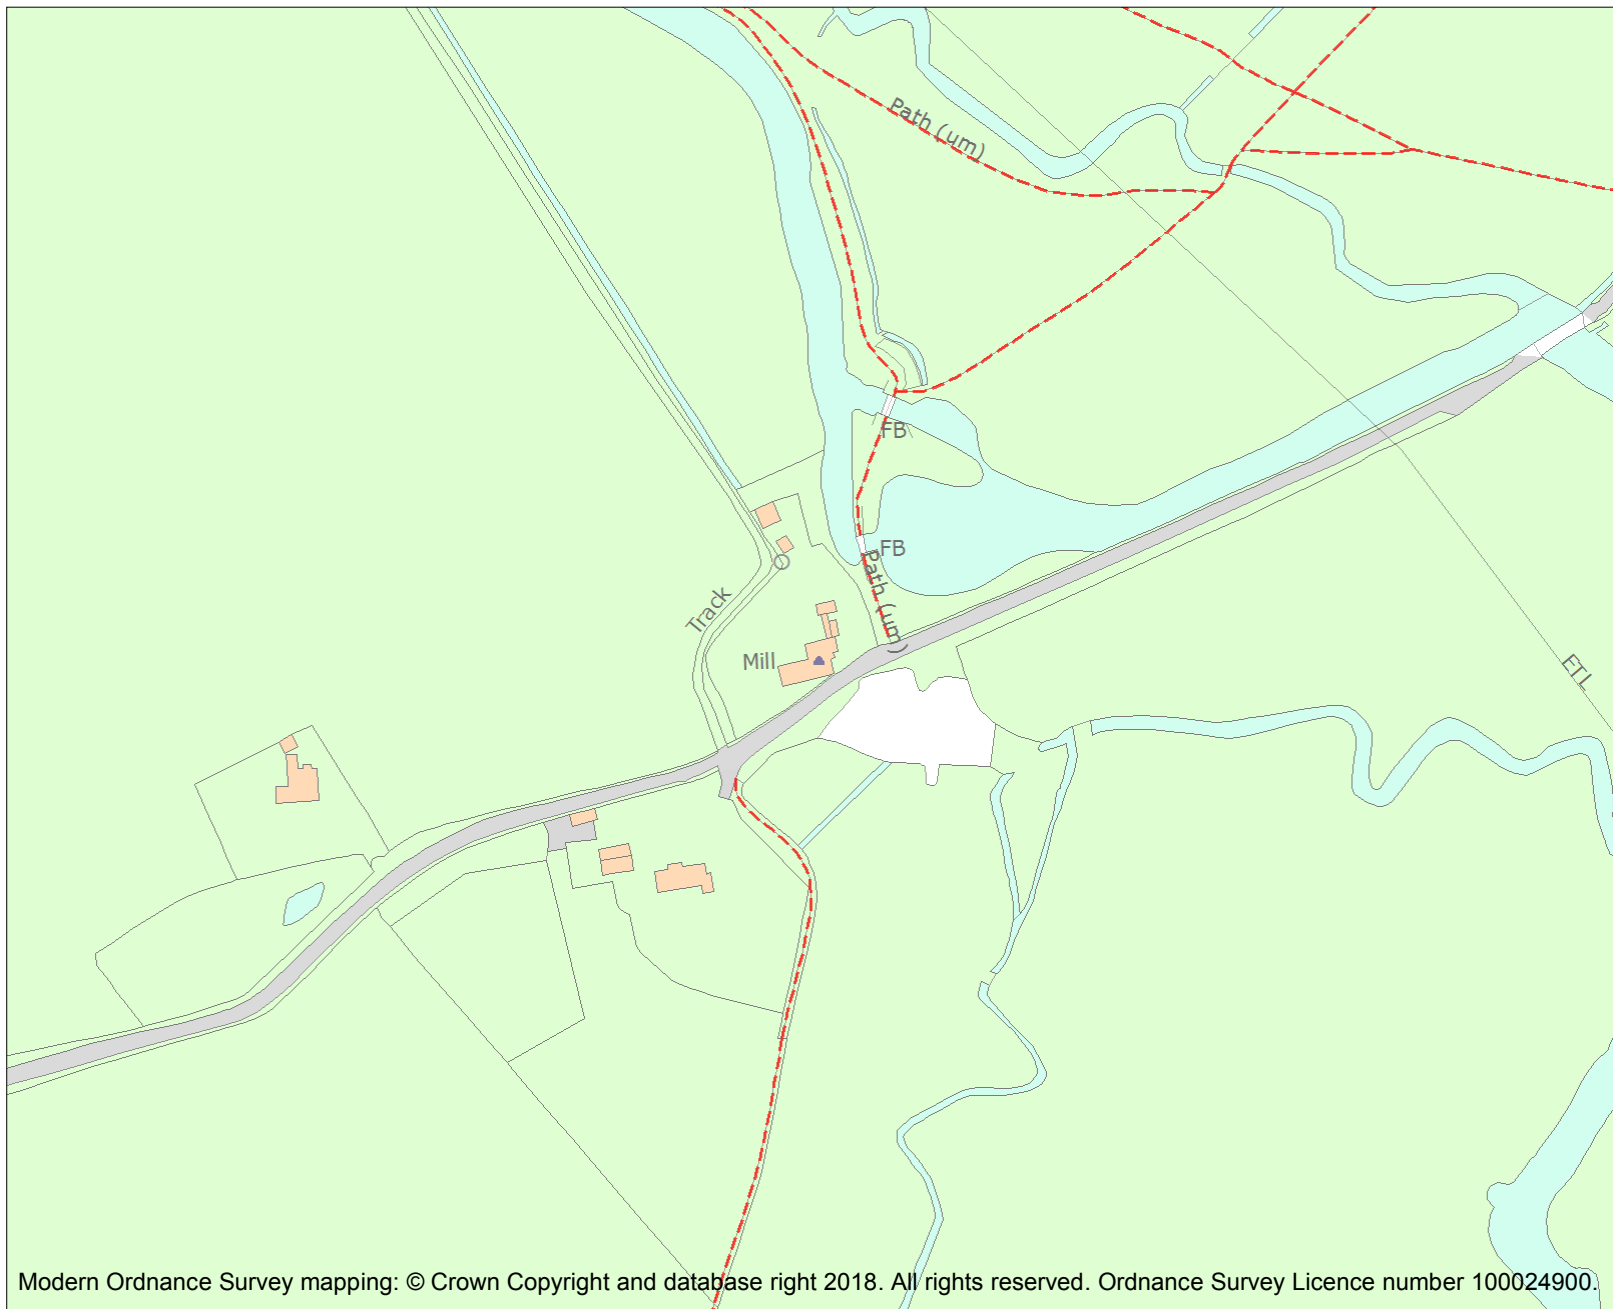 Path (um)
FB
FB
Path (um)
Track
Mill
ETL
Modern Ordnance Survey mapping: © Crown Copyright and database right 2018. All rights reserved. Ordnance Survey Licence number 100024900.